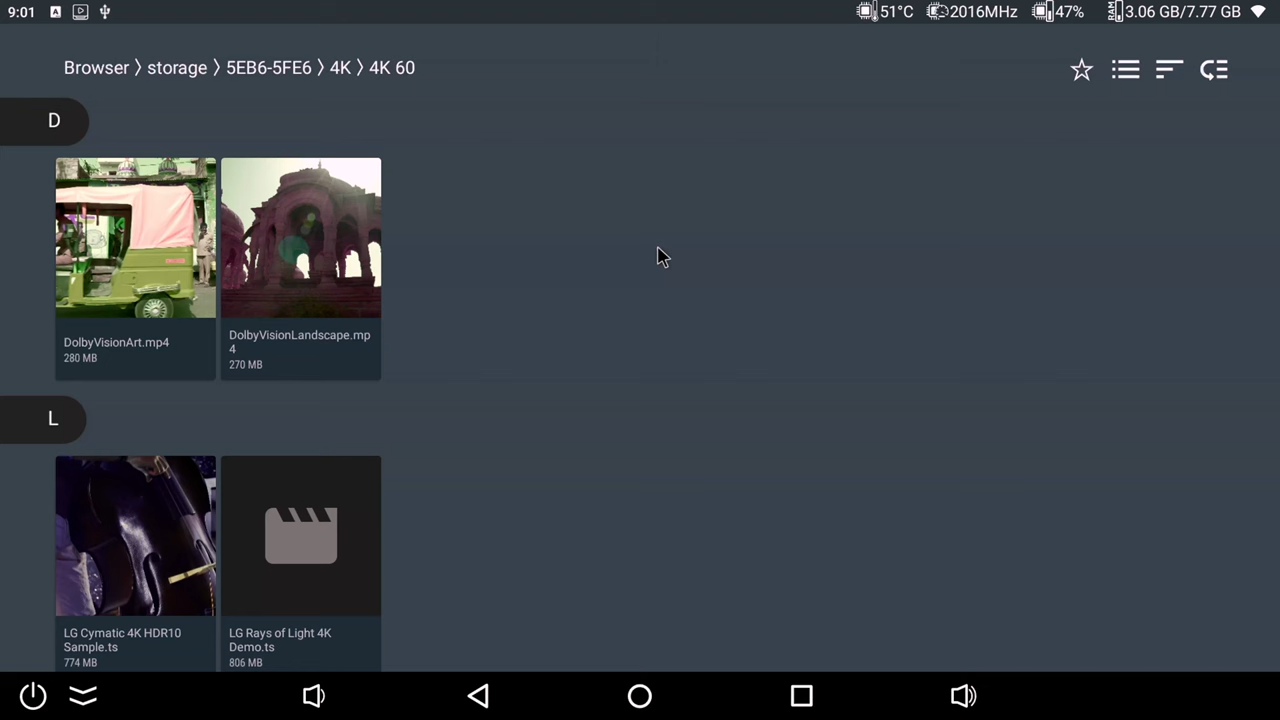 9:01 A 51°C 2016MHz 47% RAM 3.06 GB/7.77 GB
Browser 〉 storage 〉 5EB6-5FE6 〉 4K 〉 4K 60
D
DolbyVisionArt.mp4
280 MB
DolbyVisionLandscape.mp
4
270 MB
L
LG Cymatic 4K HDR10
Sample.ts
774 MB
LG Rays of Light 4K
Demo.ts
806 MB